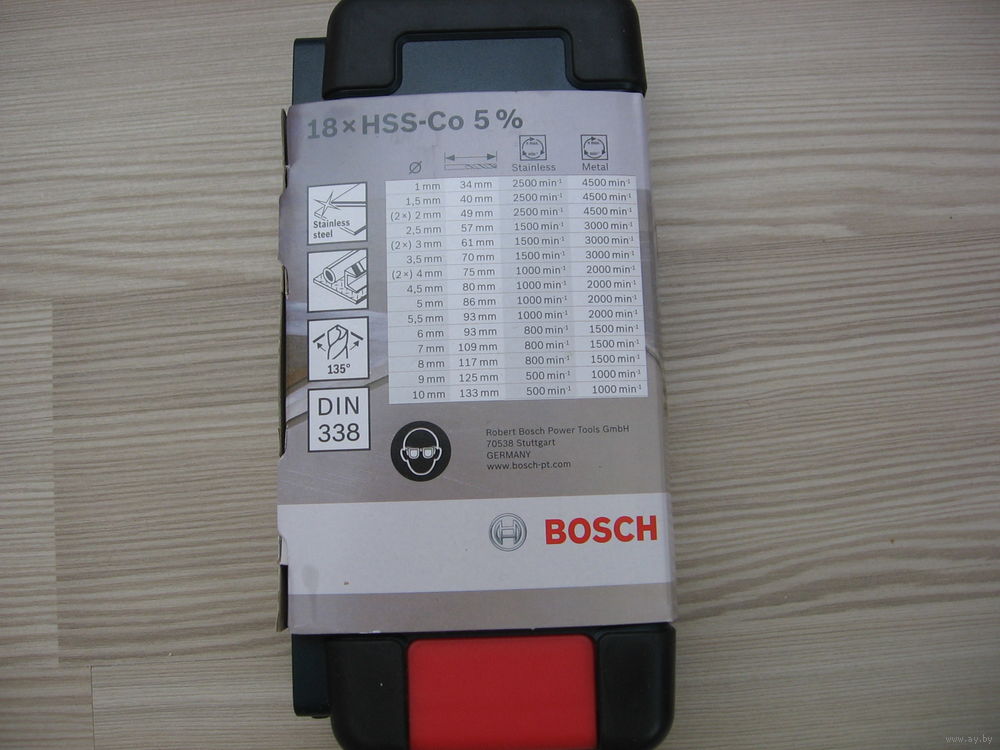 18×HSS-Co 5 %
Ø Stainless Metal
1 mm 34 mm 2500 min⁻¹ 4500 min⁻¹
1,5 mm 40 mm 2500 min⁻¹ 4500 min⁻¹
(2×) 2 mm 49 mm 2500 min⁻¹ 4500 min⁻¹
2,5 mm 57 mm 1500 min⁻¹ 3000 min⁻¹
(2×) 3 mm 61 mm 1500 min⁻¹ 3000 min⁻¹
3,5 mm 70 mm 1500 min⁻¹ 3000 min⁻¹
(2×) 4 mm 75 mm 1000 min⁻¹ 2000 min⁻¹
4,5 mm 80 mm 1000 min⁻¹ 2000 min⁻¹
5 mm 86 mm 1000 min⁻¹ 2000 min⁻¹
5,5 mm 93 mm 1000 min⁻¹ 2000 min⁻¹
6 mm 93 mm 800 min⁻¹ 1500 min⁻¹
7 mm 109 mm 800 min⁻¹ 1500 min⁻¹
8 mm 117 mm 800 min⁻¹ 1500 min⁻¹
9 mm 125 mm 500 min⁻¹ 1000 min⁻¹
10 mm 133 mm 500 min⁻¹ 1000 min⁻¹
Stainless
steel
135°
DIN
338
Robert Bosch Power Tools GmbH
70538 Stuttgart
GERMANY
www.bosch-pt.com
BOSCH
www.ay.by